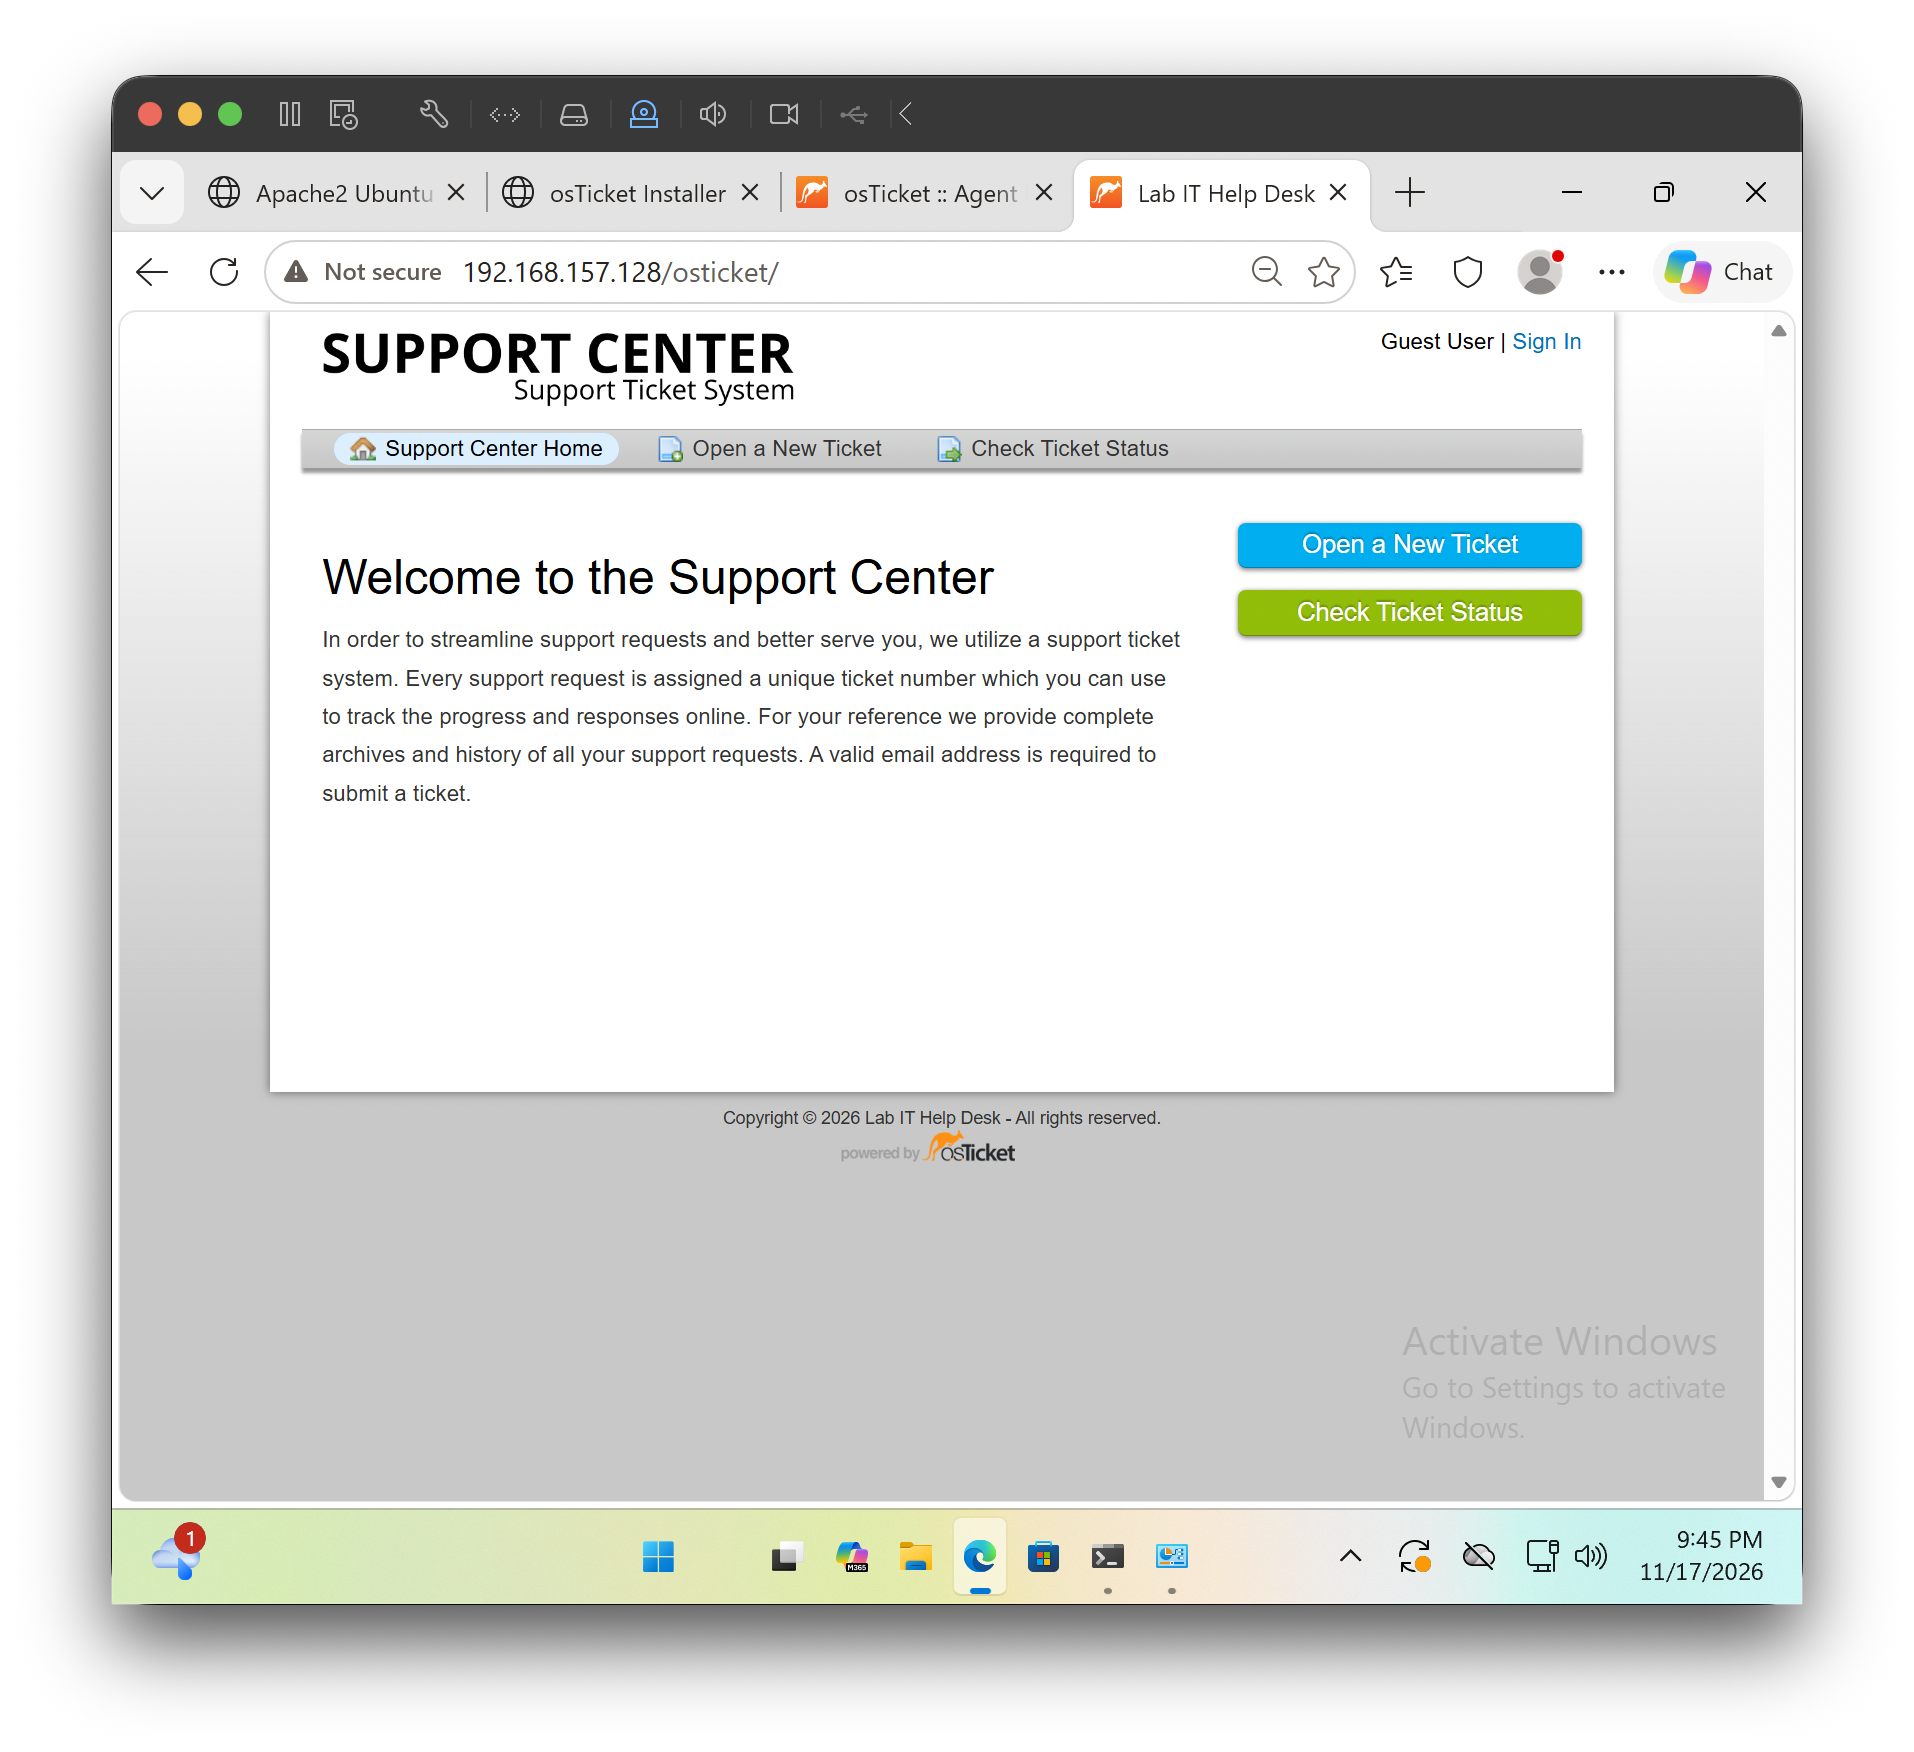 Apache2 Ubuntu
osTicket Installer
osTicket :: Agent
Lab IT Help Desk
Not secure 192.168.157.128/osticket/
Chat
SUPPORT CENTER
Support Ticket System
Guest User | Sign In
Support Center Home
Open a New Ticket
Check Ticket Status
Open a New Ticket
Check Ticket Status
Welcome to the Support Center
In order to streamline support requests and better serve you, we utilize a support ticket
system. Every support request is assigned a unique ticket number which you can use
to track the progress and responses online. For your reference we provide complete
archives and history of all your support requests. A valid email address is required to
submit a ticket.
Copyright © 2026 Lab IT Help Desk - All rights reserved.
powered by osTicket
Activate Windows
Go to Settings to activate
Windows.
1
M365
9:45 PM
11/17/2026